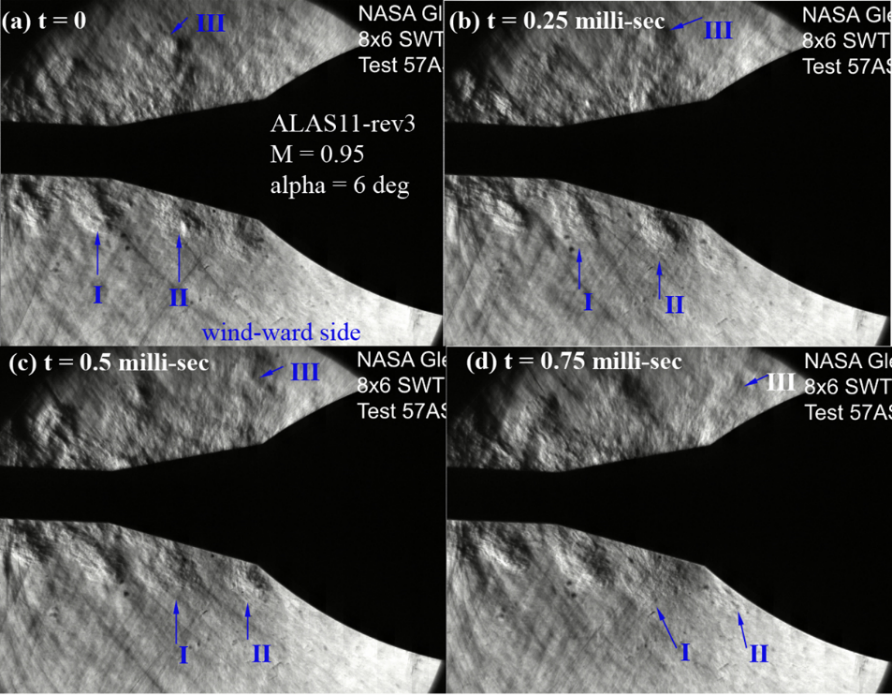 (a) t = 0
III
NASA Gle
8x6 SWT
Test 57AS
ALAS11-rev3
M = 0.95
alpha = 6 deg
I
II
wind-ward side
(b) t = 0.25 milli-sec
III
NASA Gle
8x6 SWT
Test 57AS
I
II
(c) t = 0.5 milli-sec
III
NASA Gle
8x6 SWT
Test 57AS
I
II
(d) t = 0.75 milli-sec
III
NASA Gle
8x6 SWT
Test 57AS
I
II